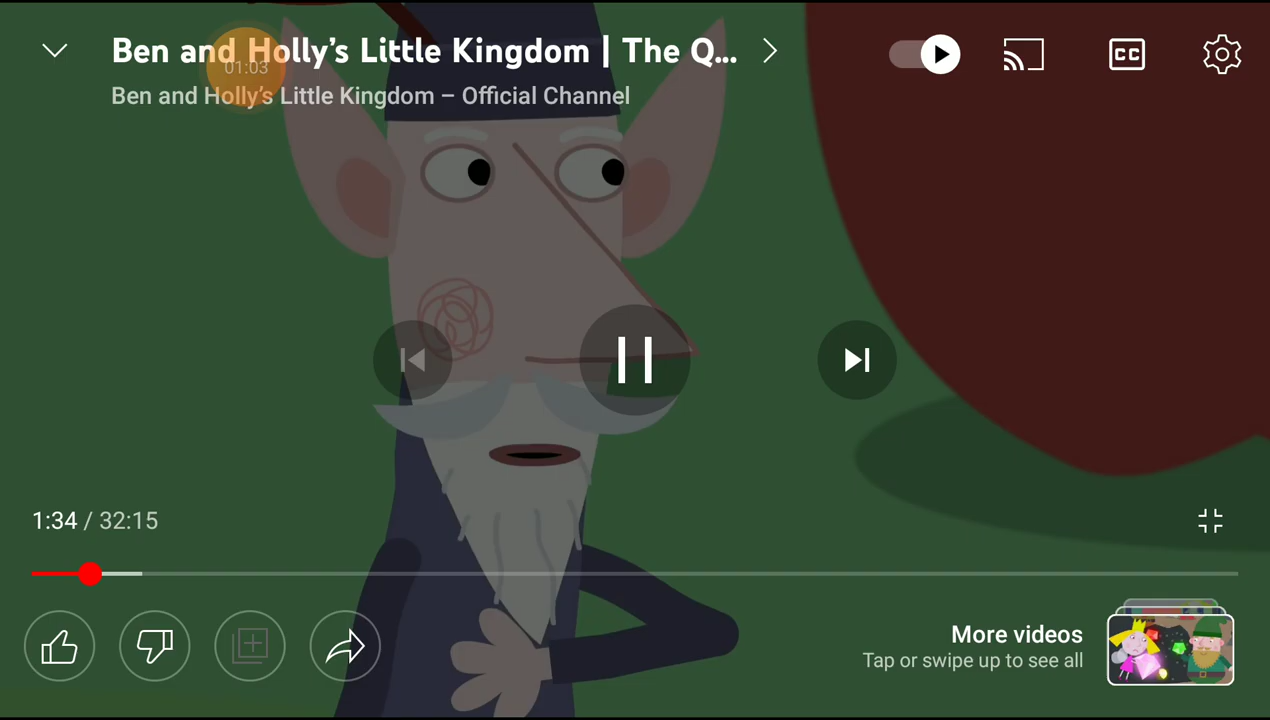 Ben and Holly’s Little Kingdom | The Q...
01:03
Ben and Holly’s Little Kingdom – Official Channel
CC
1:34 / 32:15
More videos
Tap or swipe up to see all